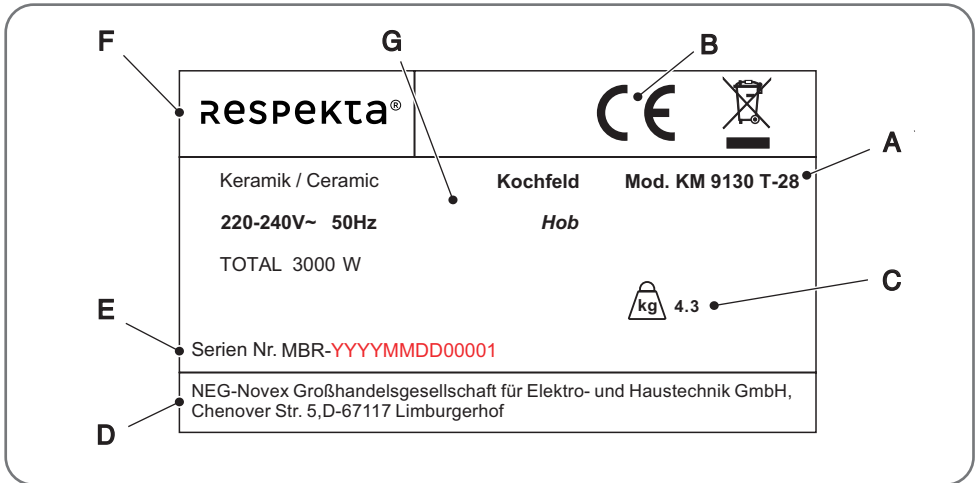 F
G
B
Respekta®
CE
A
Keramik / Ceramic
Kochfeld
Mod. KM 9130 T-28
220-240V~ 50Hz
Hob
TOTAL 3000 W
C
kg 4.3
E
Serien Nr. MBR-YYYYMMDD00001
NEG-Novex Großhandelsgesellschaft für Elektro- und Haustechnik GmbH,
Chenover Str. 5,D-67117 Limburgerhof
D